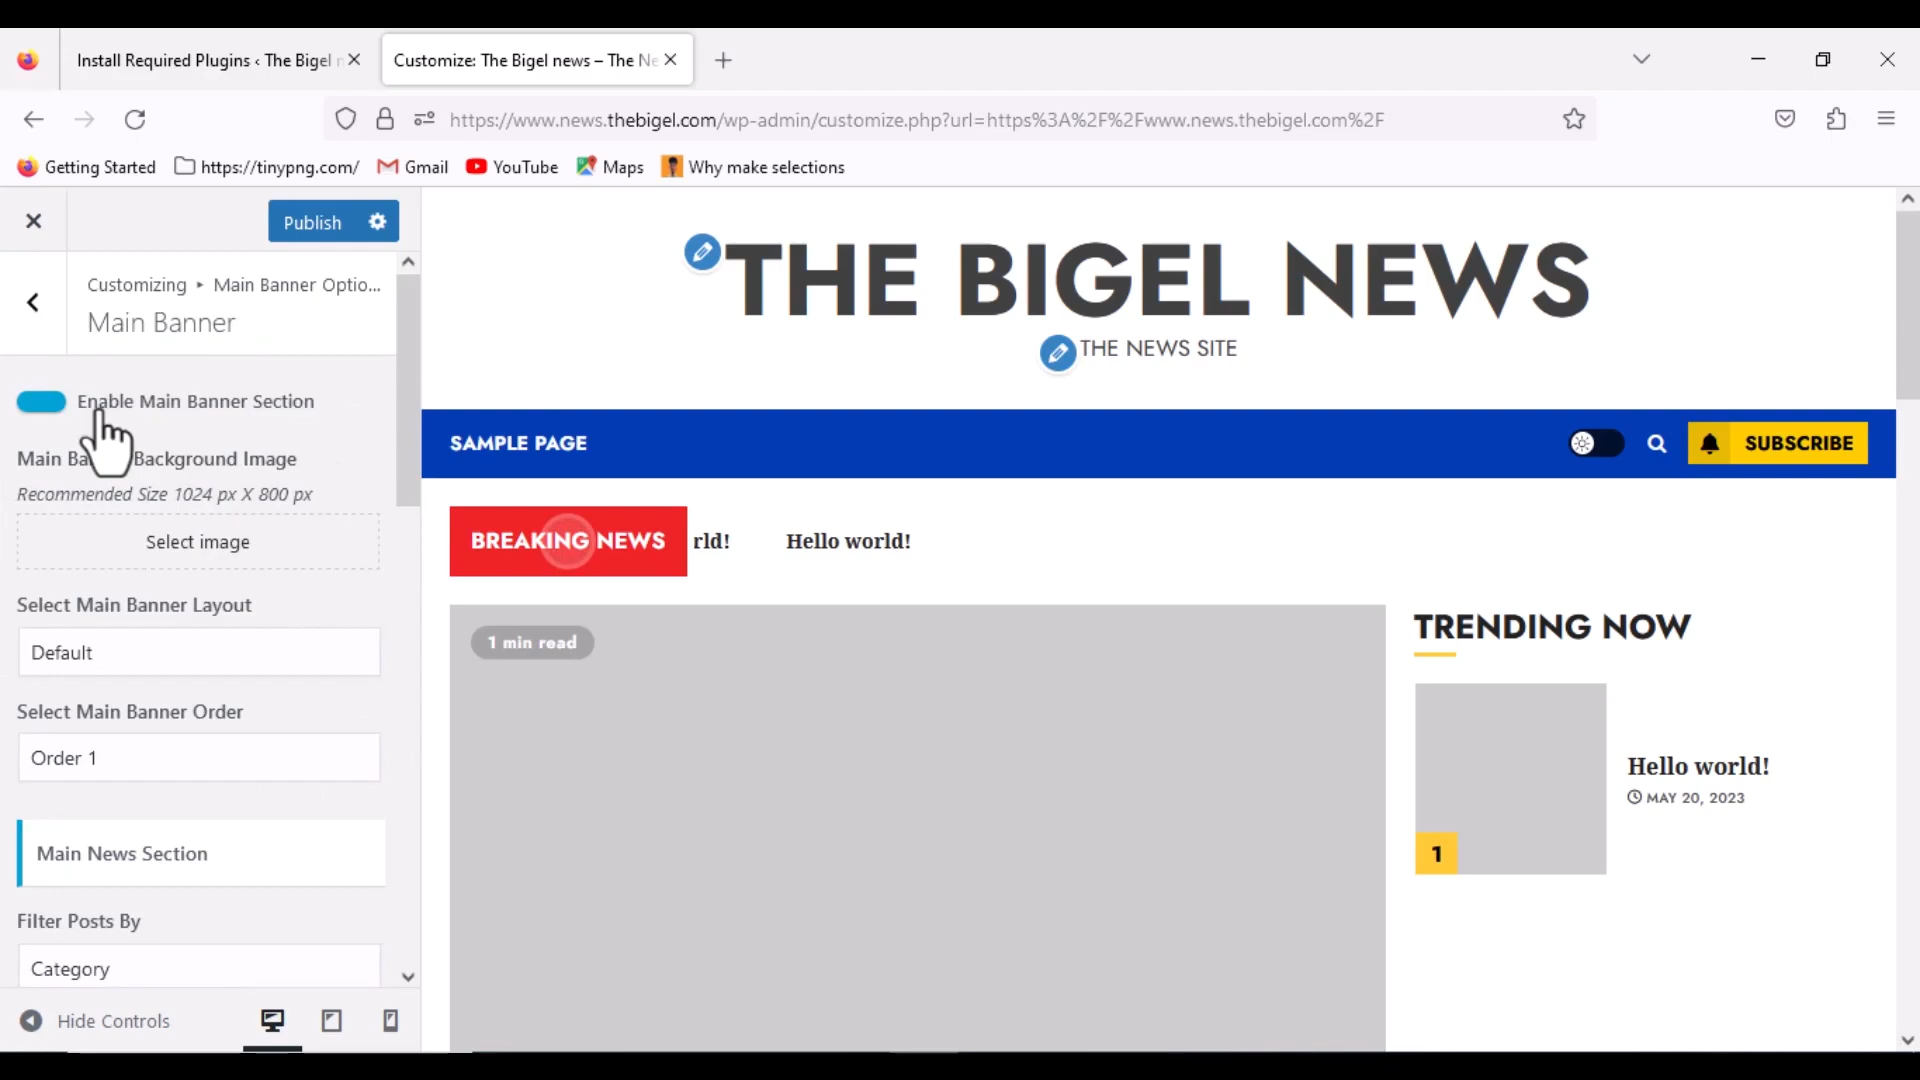 Install Required Plugins ‹ The Bigel n
Customize: The Bigel news – The Ne
https://www.news.thebigel.com/wp-admin/customize.php?url=https%3A%2F%2Fwww.news.thebigel.com%2F
Getting Started
https://tinypng.com/
Gmail
YouTube
Maps
Why make selections
Publish
Customizing ▸ Main Banner Optio...
Main Banner
Enable Main Banner Section
Main Ba Background Image
Recommended Size 1024 px X 800 px
Select image
Select Main Banner Layout
Default
Select Main Banner Order
Order 1
Main News Section
Filter Posts By
Category
Hide Controls
THE BIGEL NEWS
THE NEWS SITE
SAMPLE PAGE
SUBSCRIBE
BREAKING NEWS
rld!
Hello world!
1 min read
TRENDING NOW
1
Hello world!
MAY 20, 2023